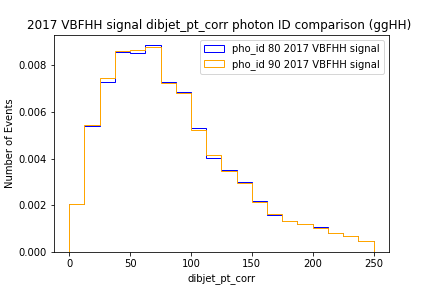 2017 VBFHH signal dibjet_pt_corr photon ID comparison (ggHH)
pho_id 80 2017 VBFHH signal
pho_id 90 2017 VBFHH signal
Number of Events
0.008
0.006
0.004
0.002
0.000
0
50
100
150
200
250
dibjet_pt_corr